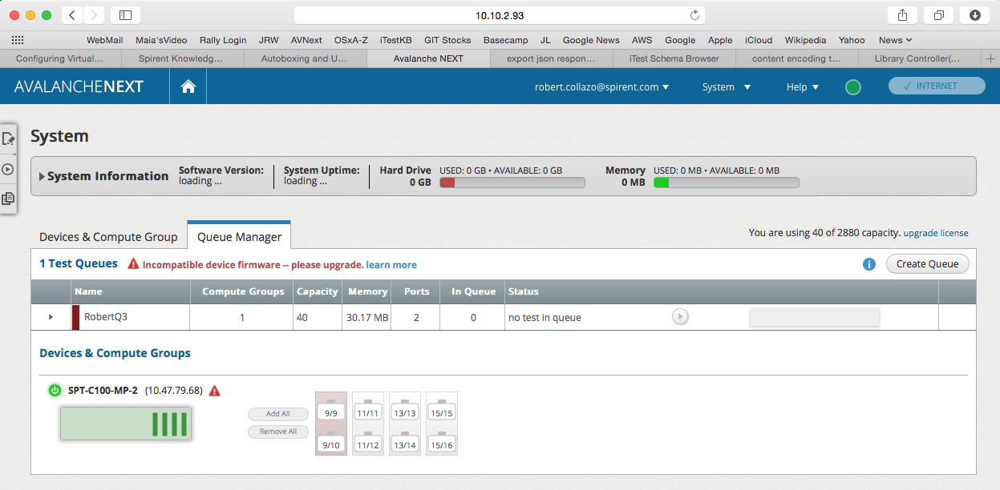 10.10.2.93
WebMail Maia'sVideo Rally Login JRW AVNext OSxA-Z iTestKB GIT Stocks Basecamp JL Google News AWS Google Apple iCloud Wikipedia Yahoo News
Configuring Virtual... Spirent Knowledg... Autoboxing and U... Avalanche NEXT export json respon... iTest Schema Browser content encoding t... Library Controller(...
AVALANCHENEXT robert.collazo@spirent.com System Help ✓ INTERNET
System
System Information
Software Version:
loading ...
System Uptime:
loading ...
Hard Drive
0 GB
USED: 0 GB • AVAILABLE: 0 GB
Memory
0 MB
USED: 0 MB • AVAILABLE: 0 MB
Devices & Compute Group Queue Manager You are using 40 of 2880 capacity. upgrade license
1 Test Queues Incompatible device firmware -- please upgrade. learn more i Create Queue
Name Compute Groups Capacity Memory Ports In Queue Status
RobertQ3 1 40 30.17 MB 2 0 no test in queue
Devices & Compute Groups
SPT-C100-MP-2 (10.47.79.68)
Add All
Remove All
9/9 11/11 13/13 15/15
9/10 11/12 13/14 15/16